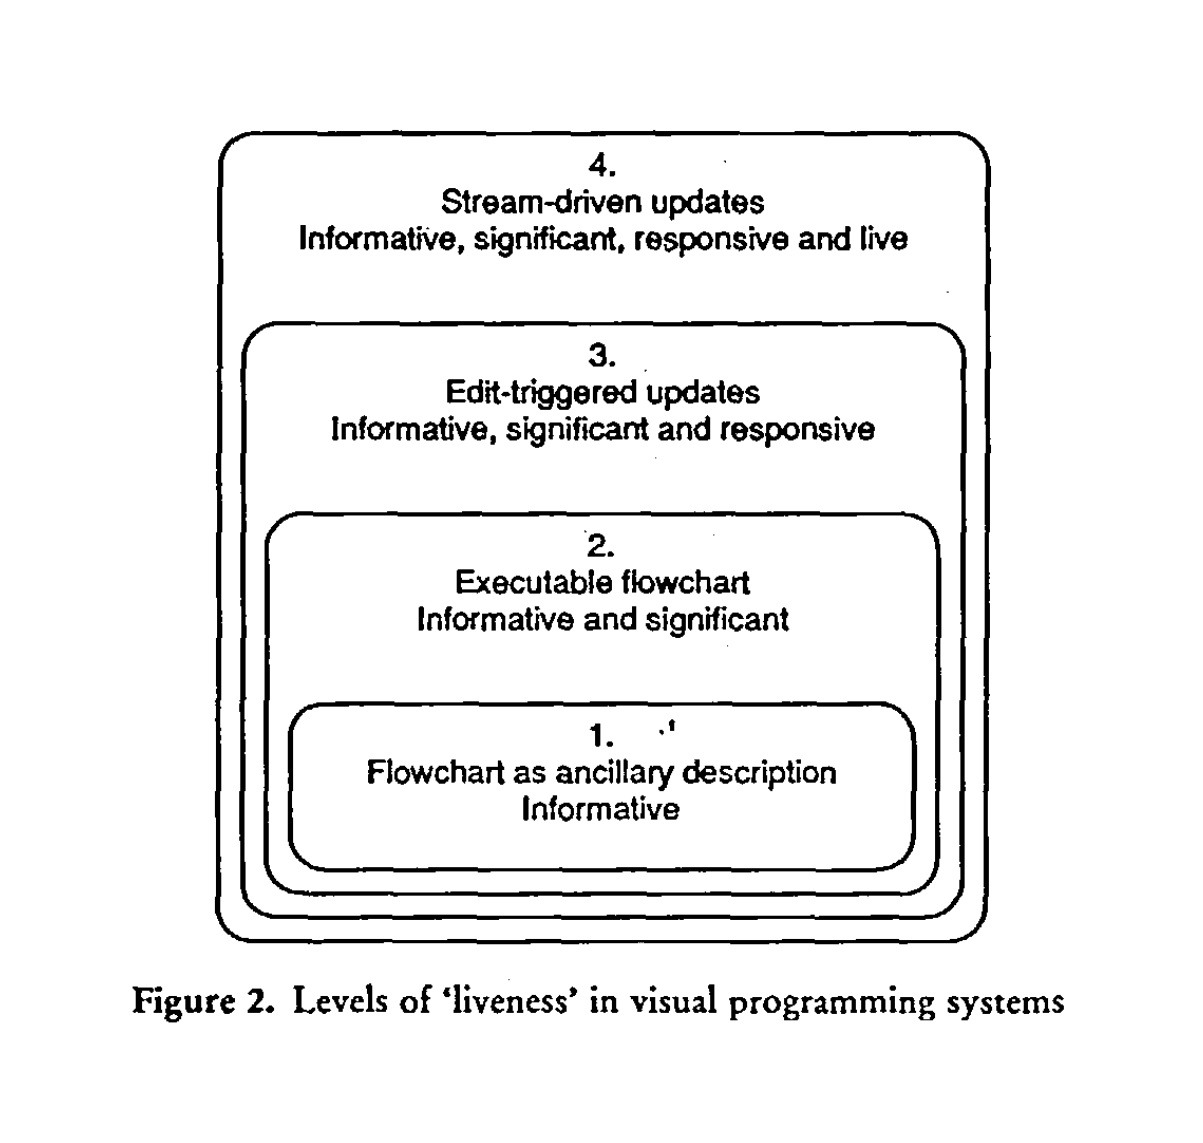 4.
Stream-driven updates
Informative, significant, responsive and live
3.
Edit-triggered updates
Informative, significant and responsive
2.
Executable flowchart
Informative and significant
1.
Flowchart as ancillary description
Informative
Figure 2. Levels of ‘liveness’ in visual programming systems